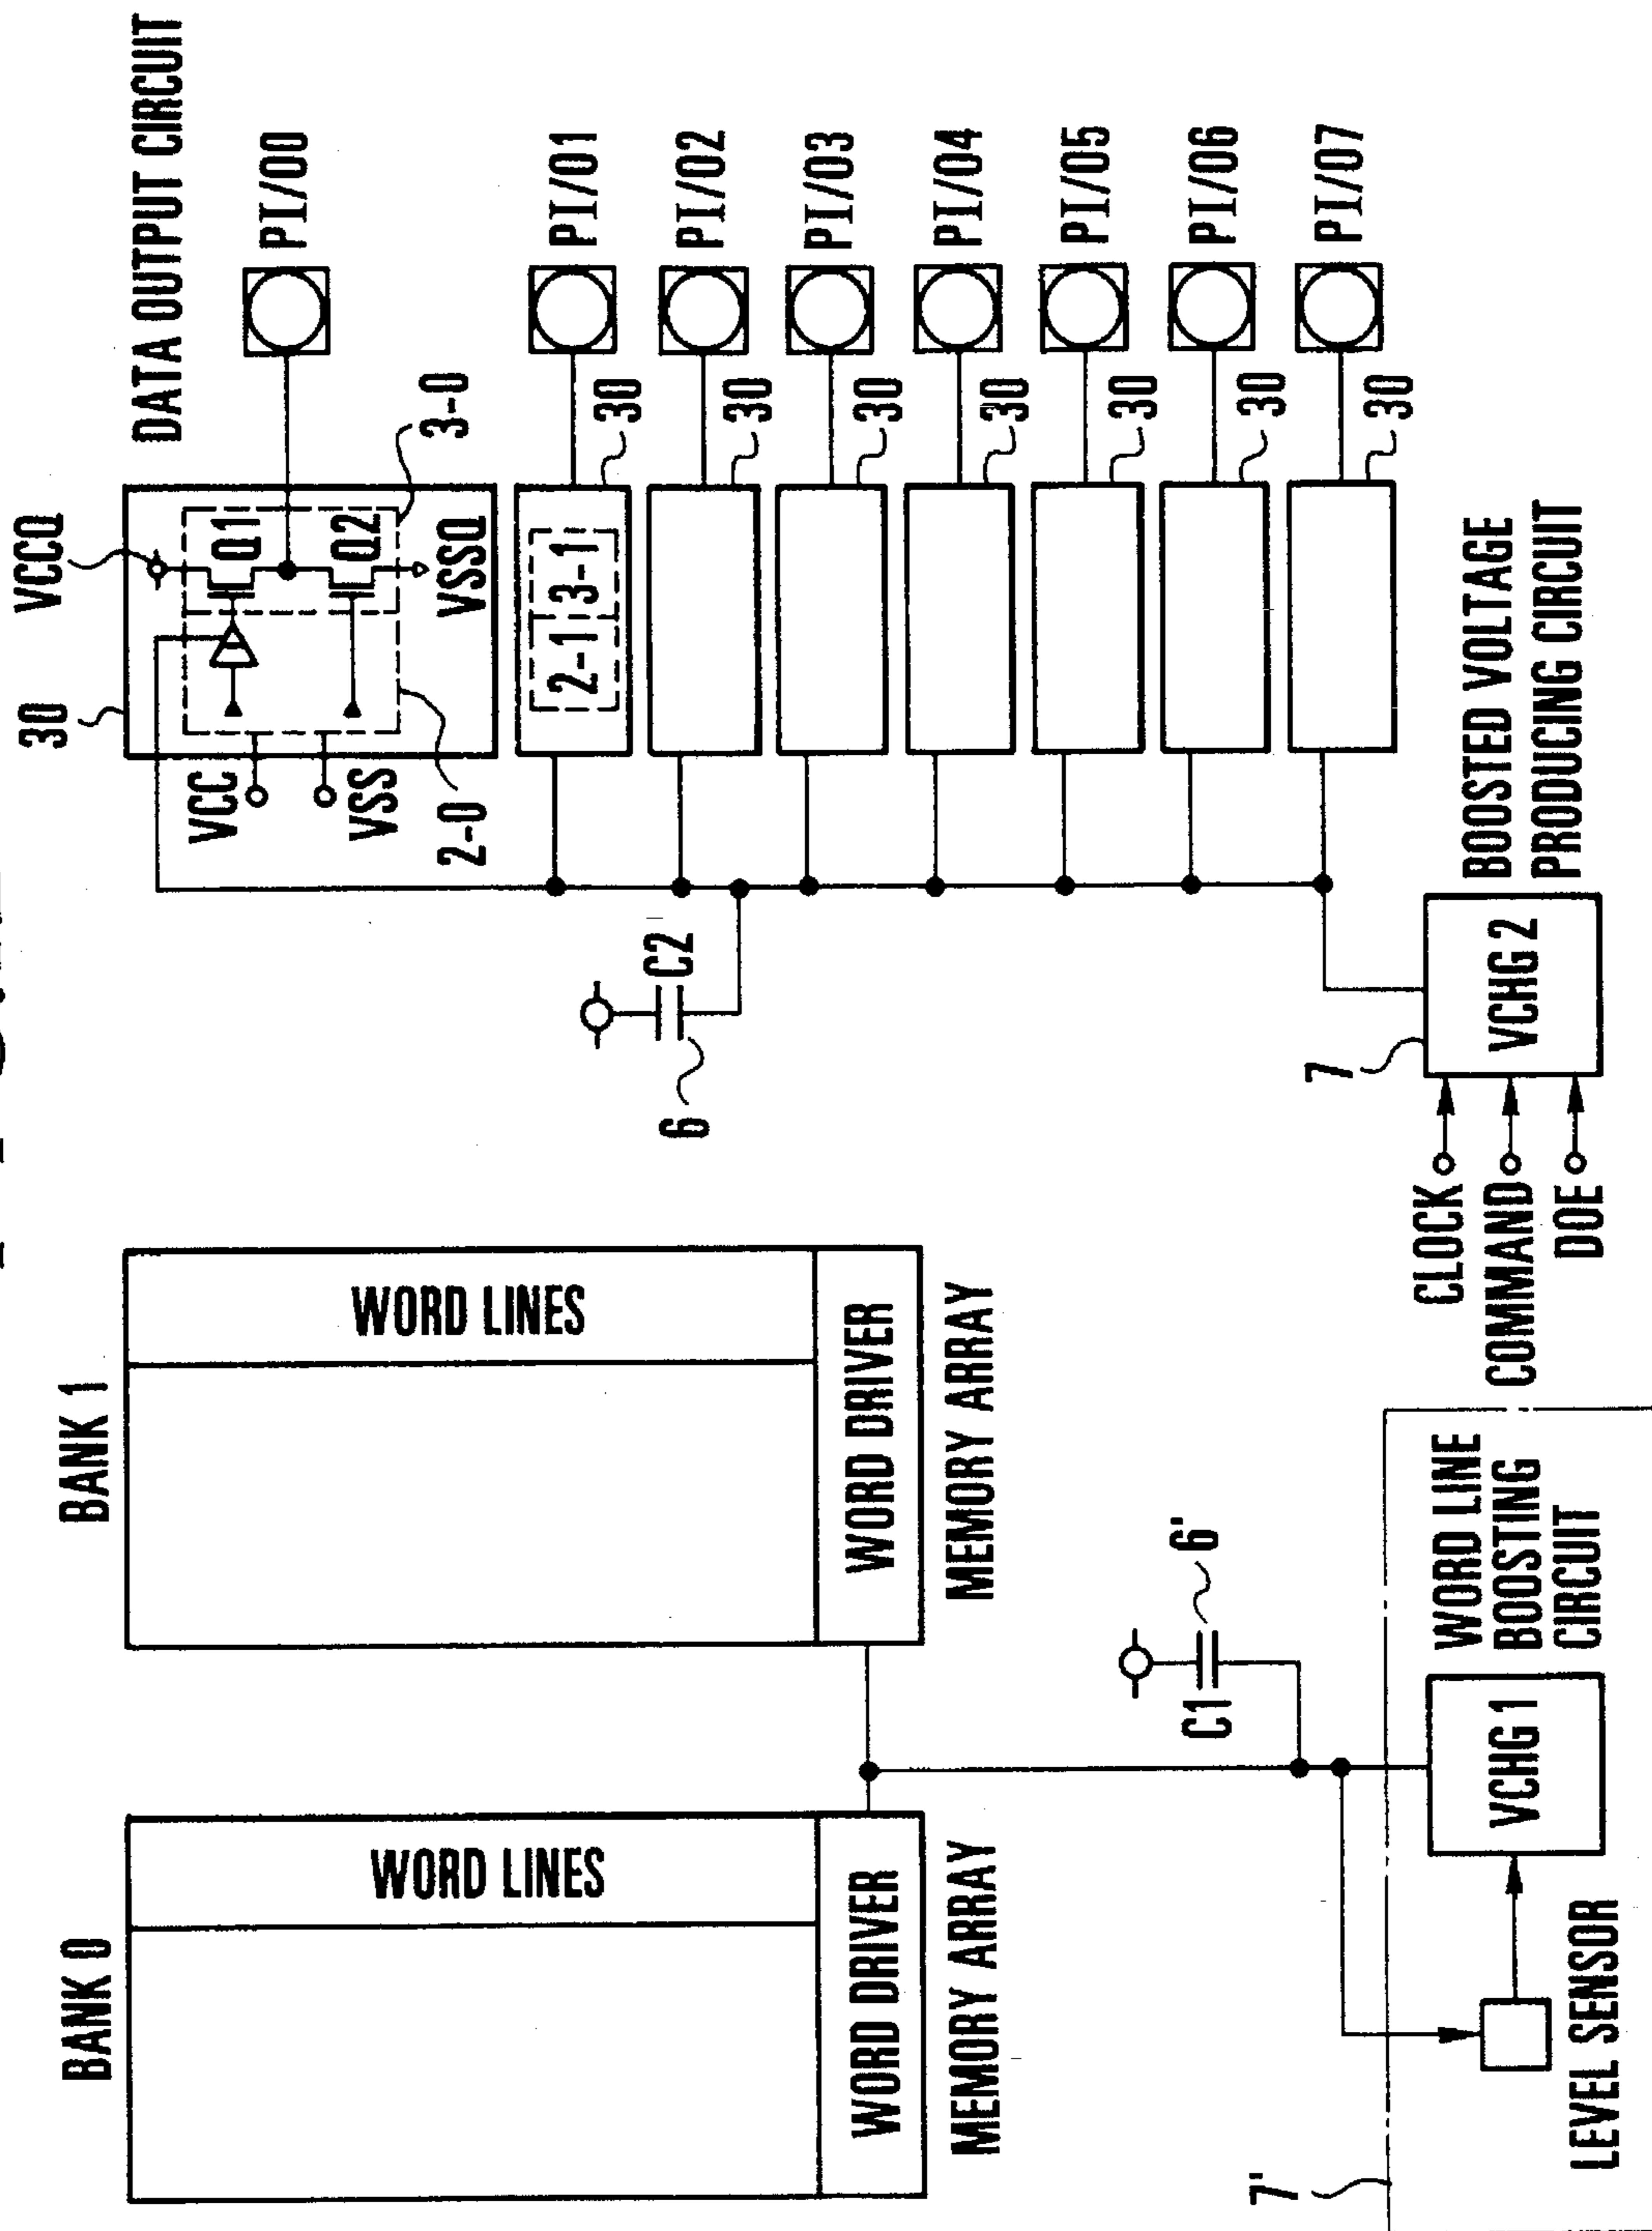 BANK 0
WORD LINES
WORD DRIVER
MEMORY ARRAY
BANK 1
WORD LINES
WORD DRIVER
MEMORY ARRAY
C1
6'
7'
LEVEL SENSOR
VCHG 1
WORD LINE
BOOSTING
CIRCUIT
DATA OUTPUT CIRCUIT
30
VCCQ
VCC
VSS
Q1
Q2
VSSQ
2-0
3-0
PI/O0
2-1
3-1
30
PI/O1
30
PI/O2
30
PI/O3
30
PI/O4
30
PI/O5
30
PI/O6
30
PI/O7
6
C2
7
CLOCK
COMMAND
DOE
VCHG 2
BOOSTED VOLTAGE
PRODUCING CIRCUIT